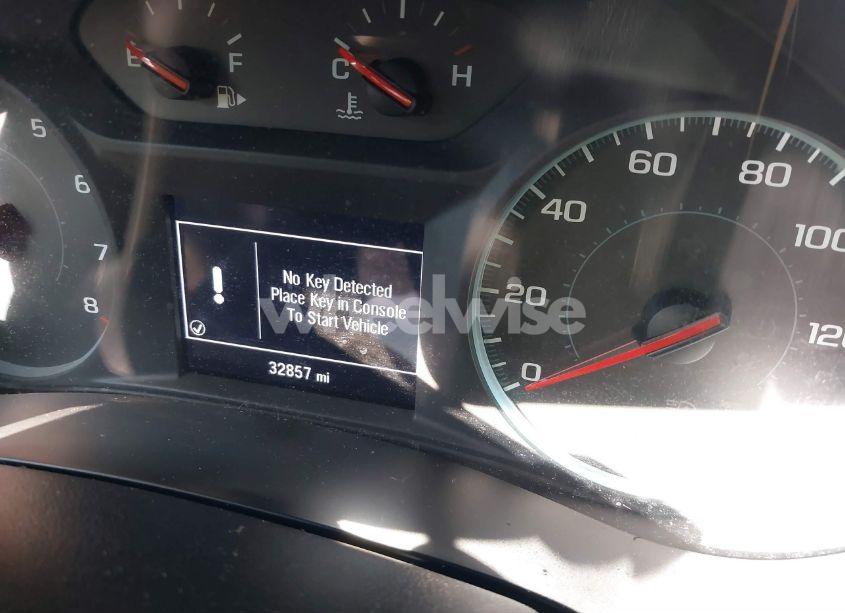 E F
C H
5
6
7
8
No Key Detected
Place Key in Console
To Start Vehicle
32857 mi
0
20
40
60
80
100
120
wheelwise